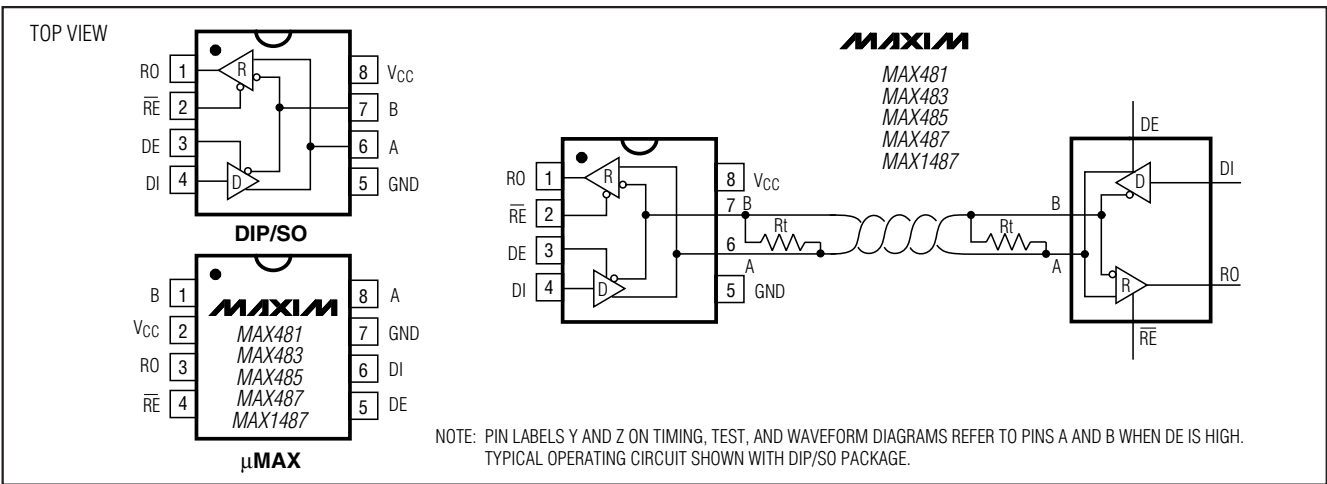 TOP VIEW
RO 1
RE 2
DE 3
DI 4
8 VCC
7 B
6 A
5 GND
R
D
DIP/SO
B 1
VCC 2
RO 3
RE 4
8 A
7 GND
6 DI
5 DE
MAXIM
MAX481
MAX483
MAX485
MAX487
MAX1487
µMAX
MAXIM
MAX481
MAX483
MAX485
MAX487
MAX1487
RO 1
RE 2
DE 3
DI 4
R
D
8 VCC
7 B
6
A
5 GND
Rt
Rt
B
A
DE
D
DI
R
RO
RE
NOTE: PIN LABELS Y AND Z ON TIMING, TEST, AND WAVEFORM DIAGRAMS REFER TO PINS A AND B WHEN DE IS HIGH.
TYPICAL OPERATING CIRCUIT SHOWN WITH DIP/SO PACKAGE.